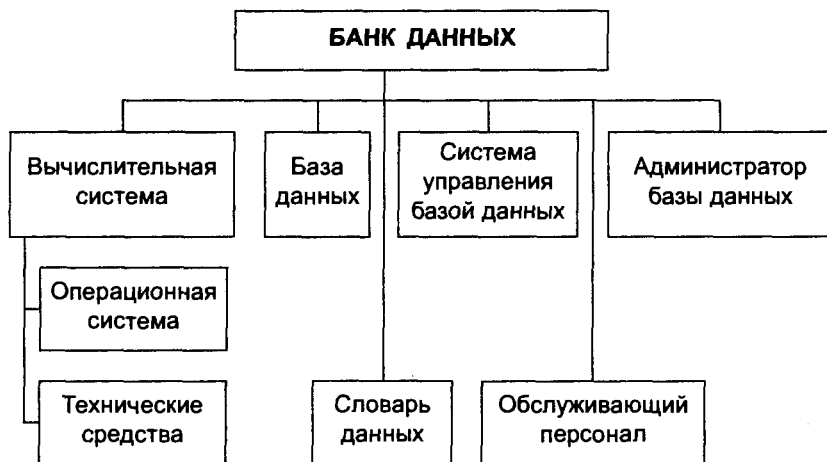 БАНК ДАННЫХ
Вычислительная
система
База
данных
Система
управления
базой данных
Администратор
базы данных
Операционная
система
Технические
средства
Словарь
данных
Обслуживающий
персонал